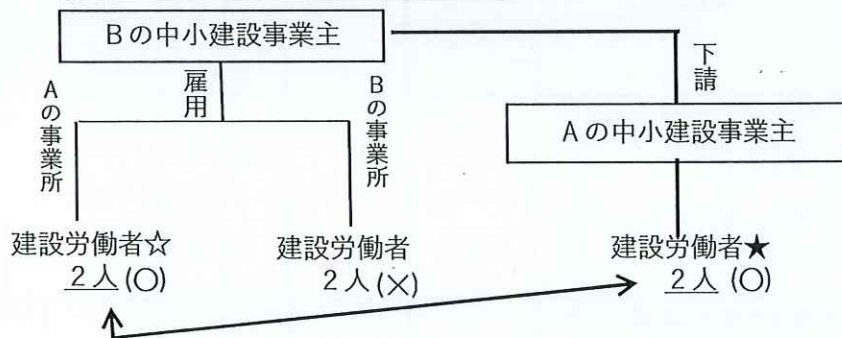 Bの中小建設事業主
雇用
Aの事業所
Bの事業所
下請
Aの中小建設事業主
建設労働者☆
2人(○)
建設労働者
2人(×)
建設労働者★
2人(○)